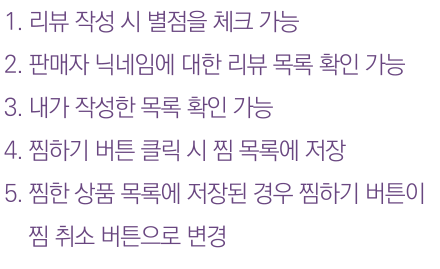 1. 리뷰 작성 시 별점을 체크 가능
2. 판매자 닉네임에 대한 리뷰 목록 확인 가능
3. 내가 작성한 목록 확인 가능
4. 찜하기 버튼 클릭 시 찜 목록에 저장
5. 찜한 상품 목록에 저장된 경우 찜하기 버튼이
찜 취소 버튼으로 변경